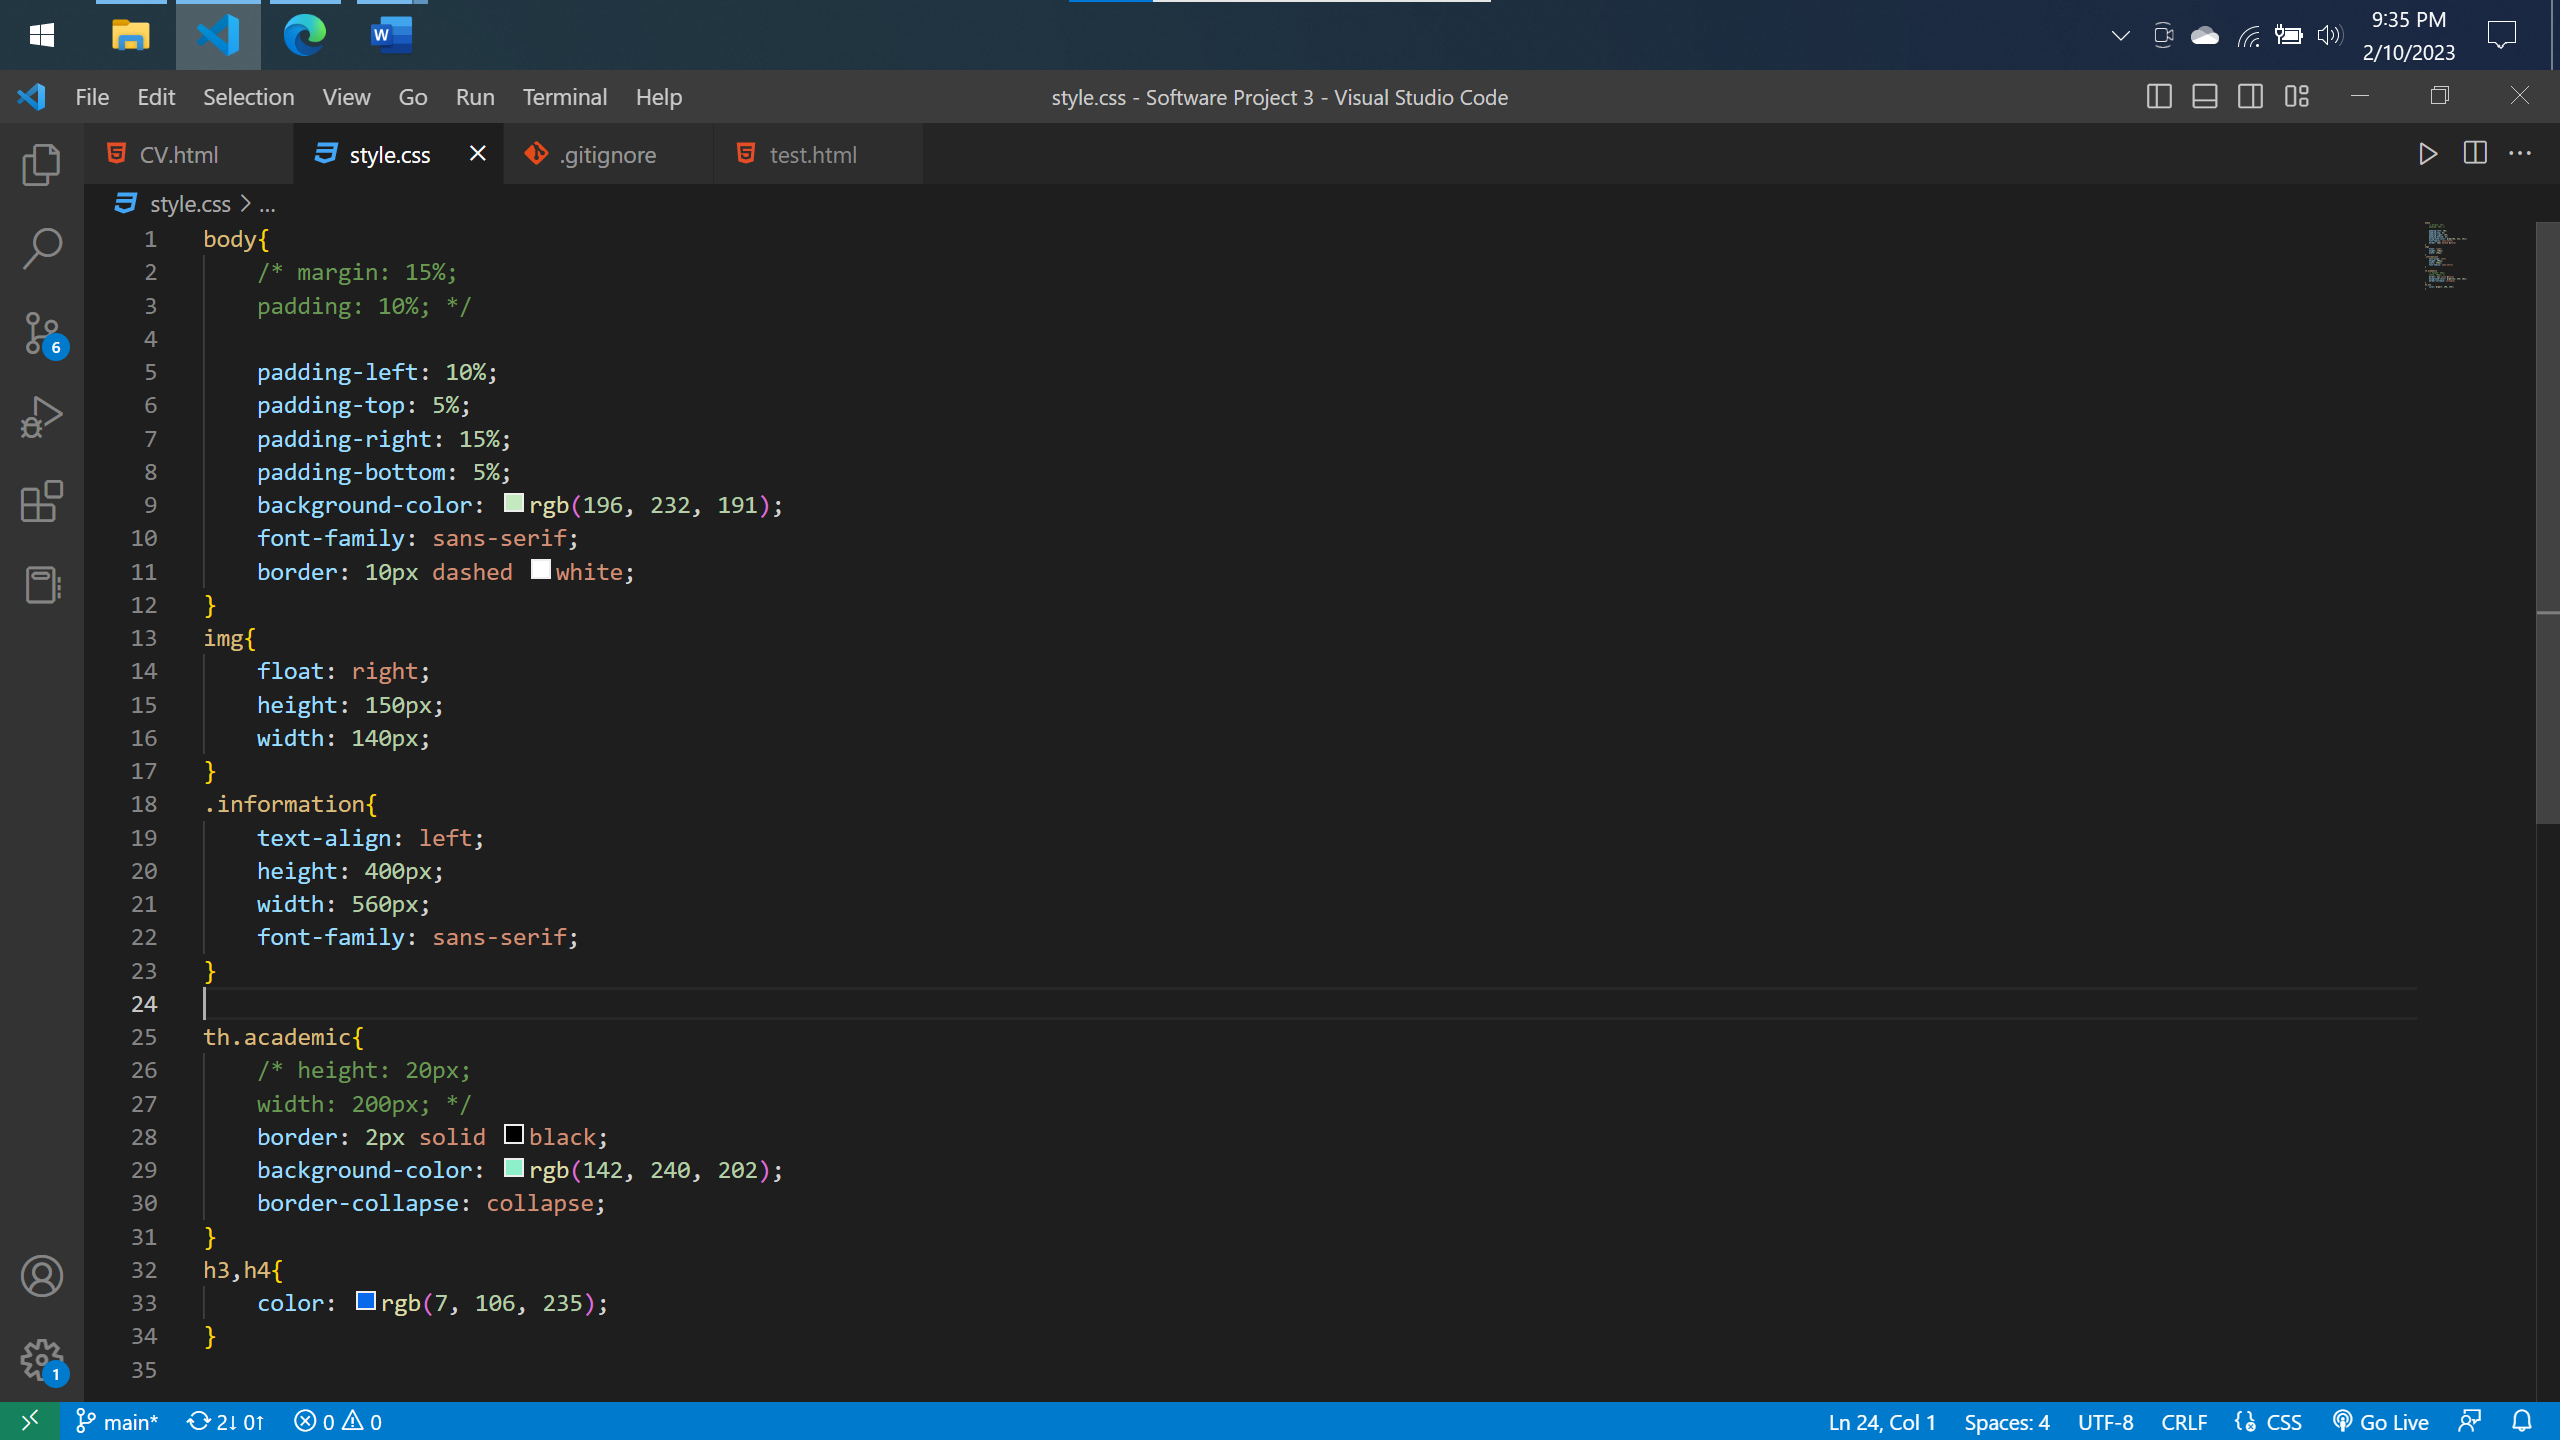 W
9:35 PM
2/10/2023
File Edit Selection View Go Run Terminal Help
style.css - Software Project 3 - Visual Studio Code
CV.html
style.css
.gitignore
test.html
style.css > ...
1 body{
2 /* margin: 15%;
3 padding: 10%; */
4
5 padding-left: 10%;
6 padding-top: 5%;
7 padding-right: 15%;
8 padding-bottom: 5%;
9 background-color: rgb(196, 232, 191);
10 font-family: sans-serif;
11 border: 10px dashed white;
12 }
13 img{
14 float: right;
15 height: 150px;
16 width: 140px;
17 }
18 .information{
19 text-align: left;
20 height: 400px;
21 width: 560px;
22 font-family: sans-serif;
23 }
24
25 th.academic{
26 /* height: 20px;
27 width: 200px; */
28 border: 2px solid black;
29 background-color: rgb(142, 240, 202);
30 border-collapse: collapse;
31 }
32 h3,h4{
33 color: rgb(7, 106, 235);
34 }
35
6
1
main* 2↓ 0↑ 0 0 Ln 24, Col 1 Spaces: 4 UTF-8 CRLF CSS Go Live